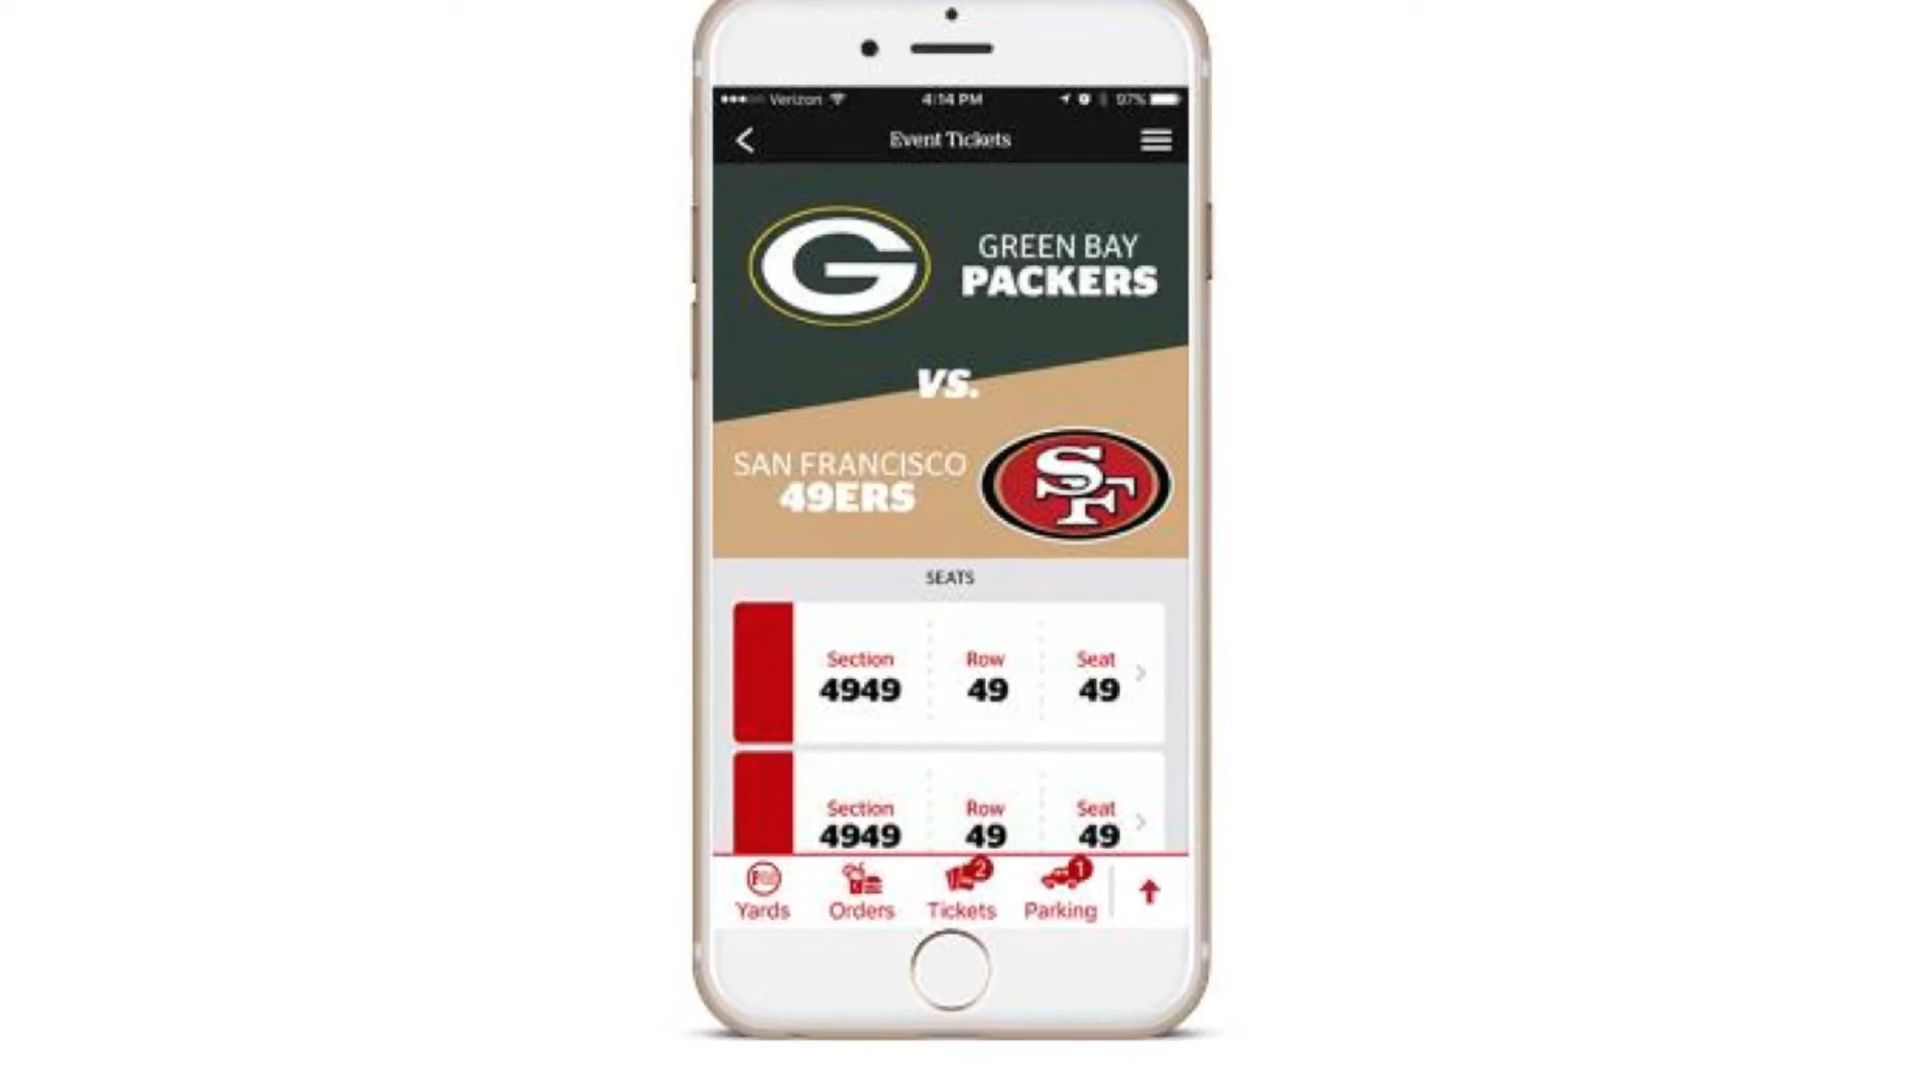 Verizon 4:14 PM 97%
Event Tickets
G
GREEN BAY
PACKERS
VS.
SAN FRANCISCO
49ERS
SF
SEATS
Section Row Seat
4949 49 49
Section Row Seat
4949 49 49
2 1
Yards Orders Tickets Parking